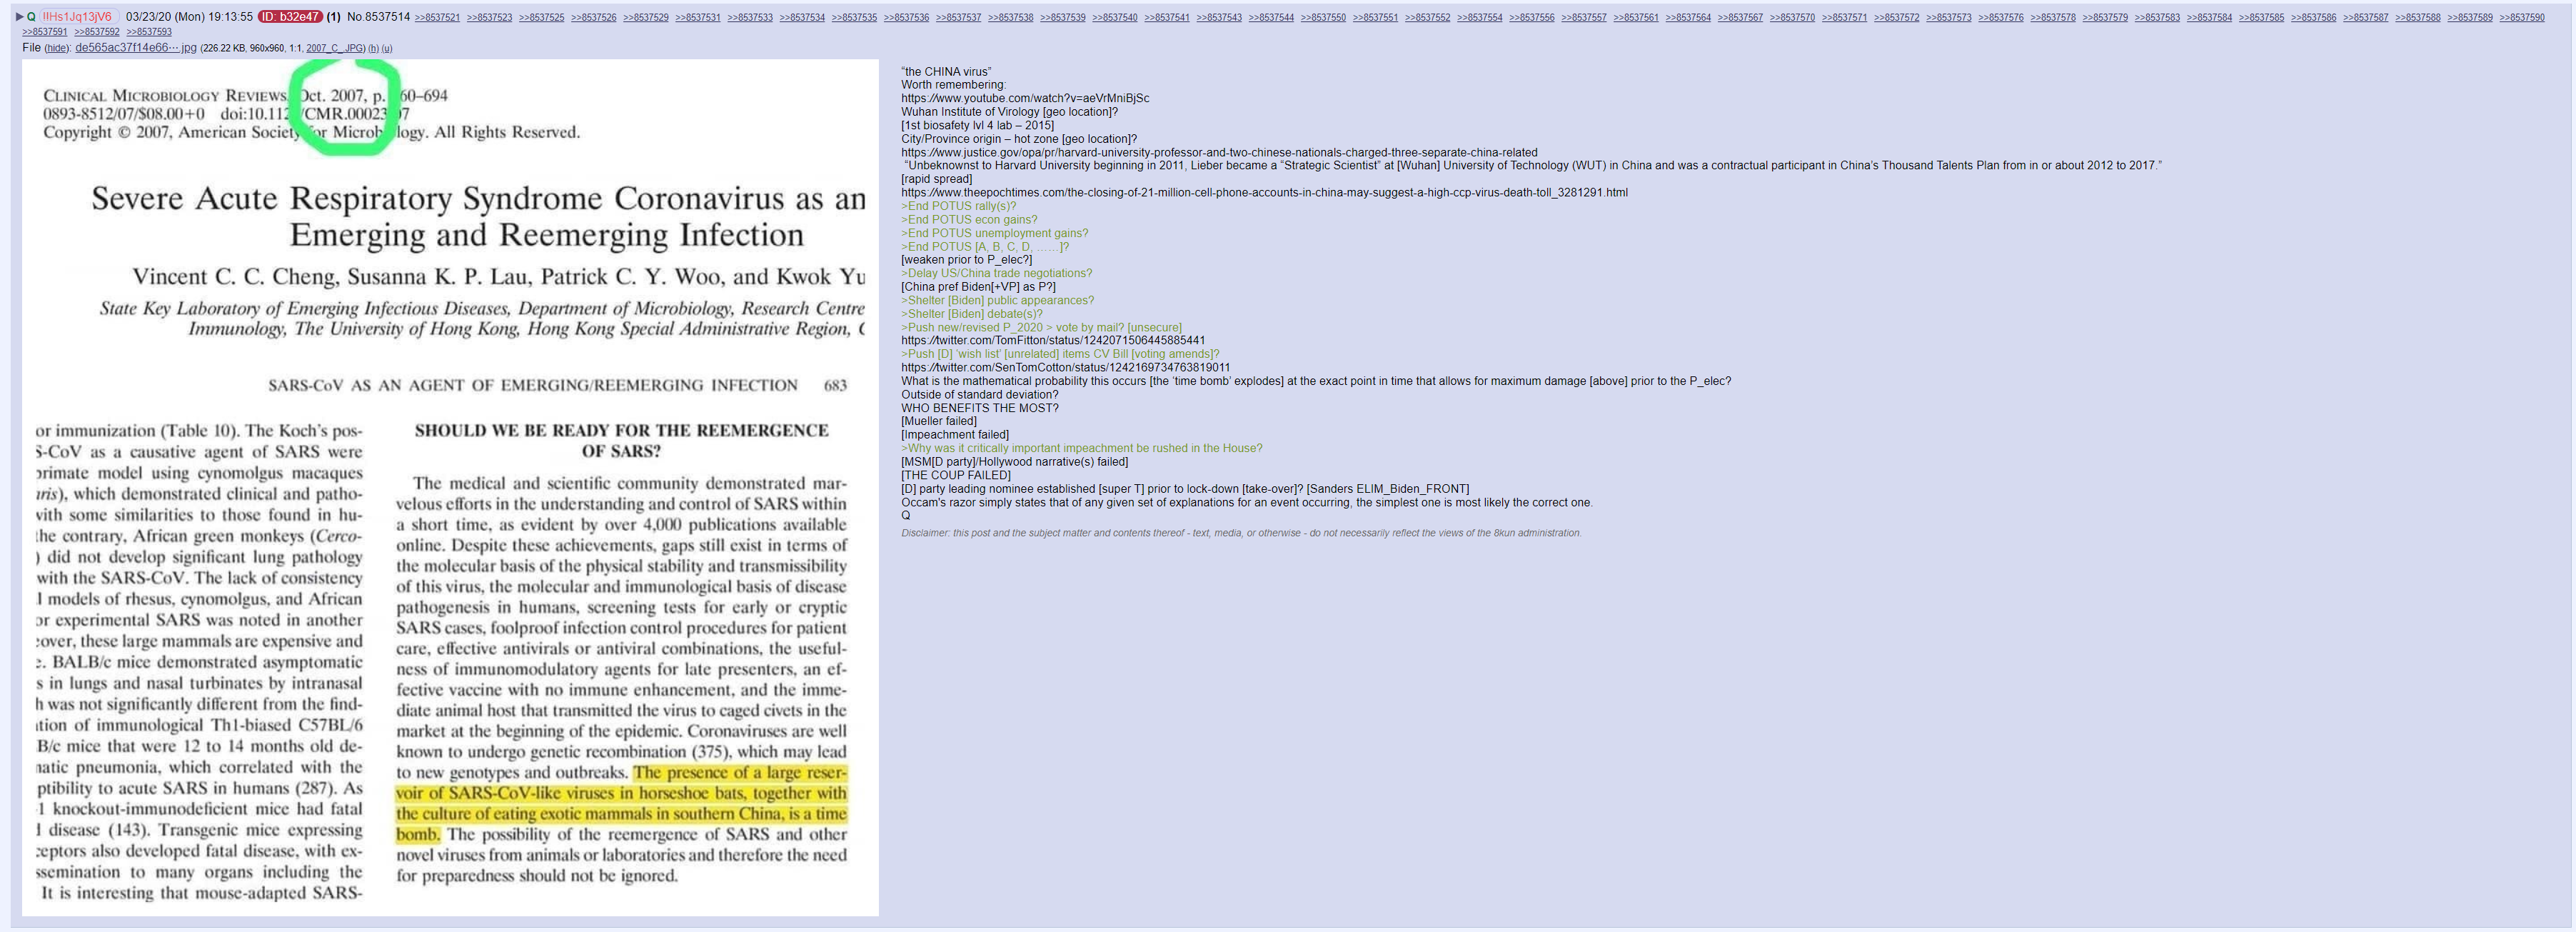 ▶ Q !!Hs1Jq13jV6 03/23/20 (Mon) 19:13:55 ID: b32e47 (1) No.8537514 >>8537521 >>8537523 >>8537525 >>8537526 >>8537529 >>8537531 >>8537533 >>8537534 >>8537535 >>8537536 >>8537537 >>8537538 >>8537539 >>8537540 >>8537541 >>8537543 >>8537544 >>8537550 >>8537551 >>8537552 >>8537554 >>8537556 >>8537557 >>8537561 >>8537564 >>8537567 >>8537570 >>8537571 >>8537572 >>8537573 >>8537576 >>8537578 >>8537579 >>8537583 >>8537584 >>8537585 >>8537586 >>8537587 >>8537588 >>8537589 >>8537590
>>8537591 >>8537592 >>8537593
File (hide): de565ac37f14e66⋯.jpg (226.22 KB, 960x960, 1:1, 2007_C_.JPG) (h) (u)
CLINICAL MICROBIOLOGY REVIEWS, Oct. 2007, p. 60–694
0893-8512/07/$08.00+0 doi:10.112 /CMR.00023 07
Copyright © 2007, American Society for Microbiology. All Rights Reserved.
Severe Acute Respiratory Syndrome Coronavirus as an
Emerging and Reemerging Infection
Vincent C. C. Cheng, Susanna K. P. Lau, Patrick C. Y. Woo, and Kwok Yu
State Key Laboratory of Emerging Infectious Diseases, Department of Microbiology, Research Centre
Immunology, The University of Hong Kong, Hong Kong Special Administrative Region, C
SARS-CoV AS AN AGENT OF EMERGING/REEMERGING INFECTION 683
or immunization (Table 10). The Koch's pos-
S-CoV as a causative agent of SARS were
primate model using cynomolgus macaques
uris), which demonstrated clinical and patho-
with some similarities to those found in hu-
the contrary, African green monkeys (Cerco-
) did not develop significant lung pathology
with the SARS-CoV. The lack of consistency
l models of rhesus, cynomolgus, and African
or experimental SARS was noted in another
cover, these large mammals are expensive and
e. BALB/c mice demonstrated asymptomatic
s in lungs and nasal turbinates by intranasal
h was not significantly different from the find-
ation of immunological Th1-biased C57BL/6
B/c mice that were 12 to 14 months old de-
natic pneumonia, which correlated with the
ptibility to acute SARS in humans (287). As
1 knockout-immunodeficient mice had fatal
l disease (143). Transgenic mice expressing
ceptors also developed fatal disease, with ex-
ssemination to many organs including the
It is interesting that mouse-adapted SARS-
SHOULD WE BE READY FOR THE REEMERGENCE
OF SARS?
The medical and scientific community demonstrated mar-
velous efforts in the understanding and control of SARS within
a short time, as evident by over 4,000 publications available
online. Despite these achievements, gaps still exist in terms of
the molecular basis of the physical stability and transmissibility
of this virus, the molecular and immunological basis of disease
pathogenesis in humans, screening tests for early or cryptic
SARS cases, foolproof infection control procedures for patient
care, effective antivirals or antiviral combinations, the useful-
ness of immunomodulatory agents for late presenters, an ef-
fective vaccine with no immune enhancement, and the imme-
diate animal host that transmitted the virus to caged civets in the
market at the beginning of the epidemic. Coronaviruses are well
known to undergo genetic recombination (375), which may lead
to new genotypes and outbreaks. The presence of a large reser-
voir of SARS-CoV-like viruses in horseshoe bats, together with
the culture of eating exotic mammals in southern China, is a time
bomb. The possibility of the reemergence of SARS and other
novel viruses from animals or laboratories and therefore the need
for preparedness should not be ignored.
“the CHINA virus”
Worth remembering:
https://www.youtube.com/watch?v=aeVrMniBjSc
Wuhan Institute of Virology [geo location]?
[1st biosafety lvl 4 lab – 2015]
City/Province origin – hot zone [geo location]?
https://www.justice.gov/opa/pr/harvard-university-professor-and-two-chinese-nationals-charged-three-separate-china-related
“Unbeknownst to Harvard University beginning in 2011, Lieber became a “Strategic Scientist” at [Wuhan] University of Technology (WUT) in China and was a contractual participant in China’s Thousand Talents Plan from in or about 2012 to 2017.”
[rapid spread]
https://www.theepochtimes.com/the-closing-of-21-million-cell-phone-accounts-in-china-may-suggest-a-high-ccp-virus-death-toll_3281291.html
>End POTUS rally(s)?
>End POTUS econ gains?
>End POTUS unemployment gains?
>End POTUS [A, B, C, D, ……]?
[weaken prior to P_elec?]
>Delay US/China trade negotiations?
[China pref Biden[+VP] as P?]
>Shelter [Biden] public appearances?
>Shelter [Biden] debate(s)?
>Push new/revised P_2020 > vote by mail? [unsecure]
https://twitter.com/TomFitton/status/1242071506445885441
>Push [D] ‘wish list’ [unrelated] items CV Bill [voting amends]?
https://twitter.com/SenTomCotton/status/1242169734763819011
What is the mathematical probability this occurs [the ‘time bomb’ explodes] at the exact point in time that allows for maximum damage [above] prior to the P_elec?
Outside of standard deviation?
WHO BENEFITS THE MOST?
[Mueller failed]
[Impeachment failed]
>Why was it critically important impeachment be rushed in the House?
[MSM[D party]/Hollywood narrative(s) failed]
[THE COUP FAILED]
[D] party leading nominee established [super T] prior to lock-down [take-over]? [Sanders ELIM_Biden_FRONT]
Occam's razor simply states that of any given set of explanations for an event occurring, the simplest one is most likely the correct one.
Q
Disclaimer: this post and the subject matter and contents thereof - text, media, or otherwise - do not necessarily reflect the views of the 8kun administration.